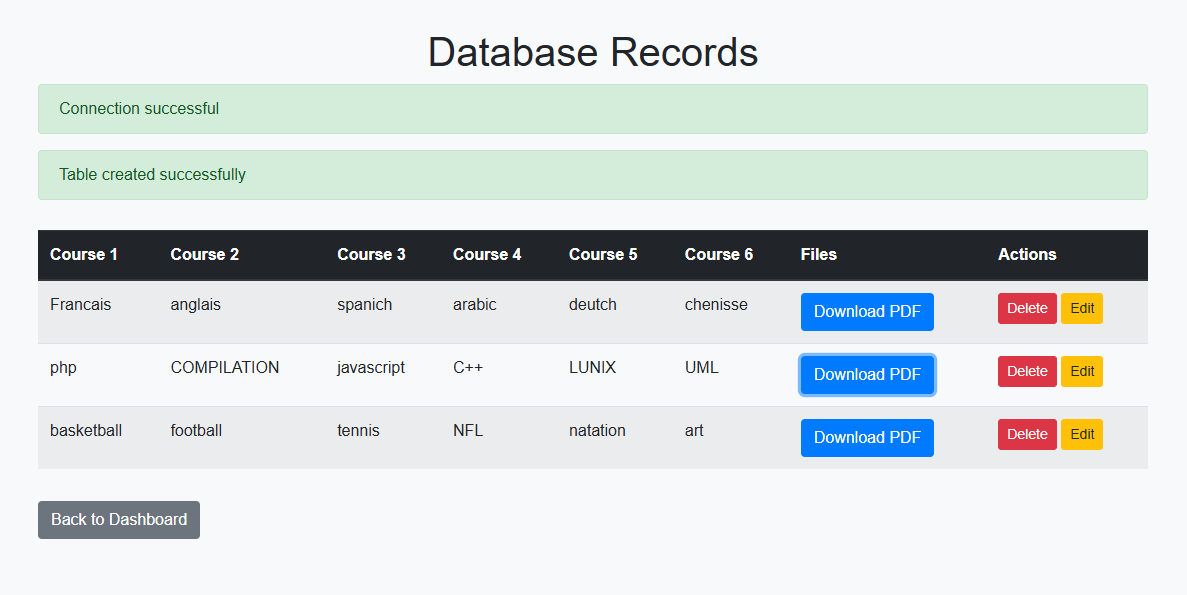 Database Records
Connection successful
Table created successfully
Course 1 Course 2 Course 3 Course 4 Course 5 Course 6 Files Actions
Francais anglais spanich arabic deutch chenisse Download PDF Delete Edit
php COMPILATION javascript C++ LUNIX UML Download PDF Delete Edit
basketball football tennis NFL natation art Download PDF Delete Edit
Back to Dashboard